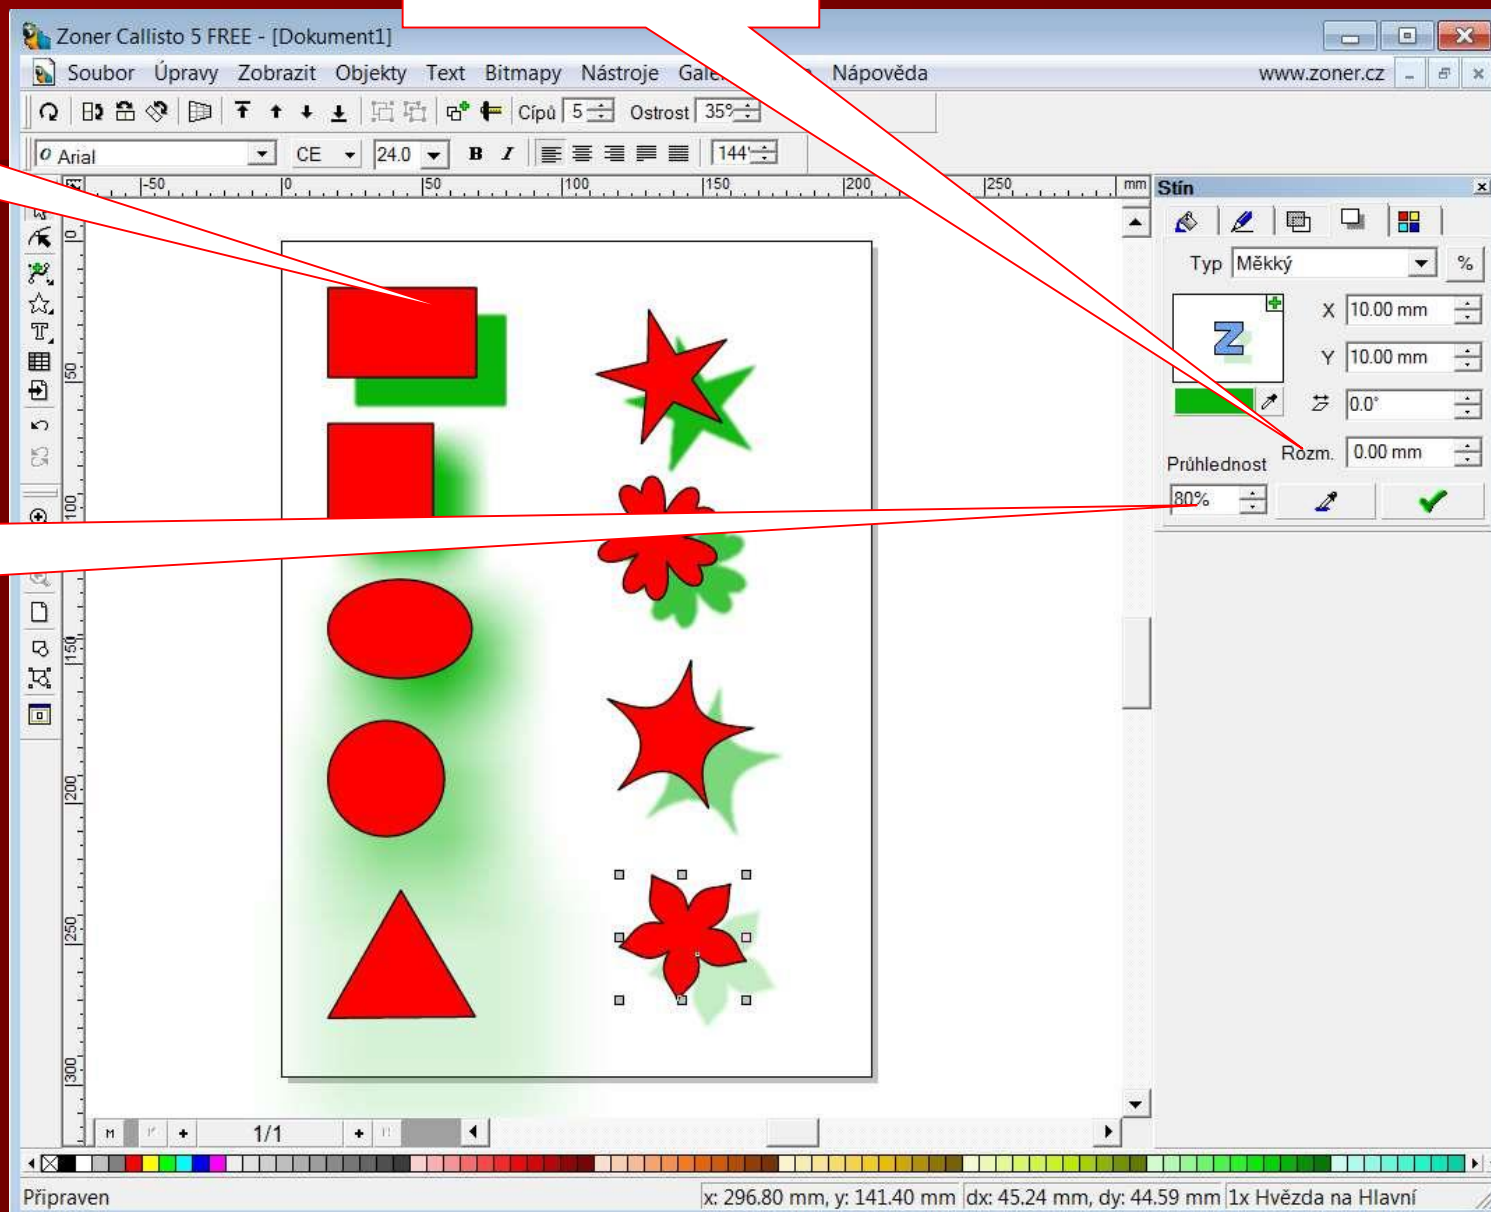 Zoner Callisto 5 FREE - [Dokument1]
Soubor Úpravy Zobrazit Objekty Text Bitmapy Nástroje Nápověda www.zoner.cz
Cípů 5 Ostrost 35°
Arial CE 24.0 B I 144'
-50 0 50 100 150 200 250 mm
Stín
Typ Měkký %
X 10.00 mm
Y 10.00 mm
0.0°
Rozm. 0.00 mm
Průhlednost
80%
0
50
100
150
200
250
300
1/1
Připraven x: 296.80 mm, y: 141.40 mm dx: 45.24 mm, dy: 44.59 mm 1x Hvězda na Hlavní